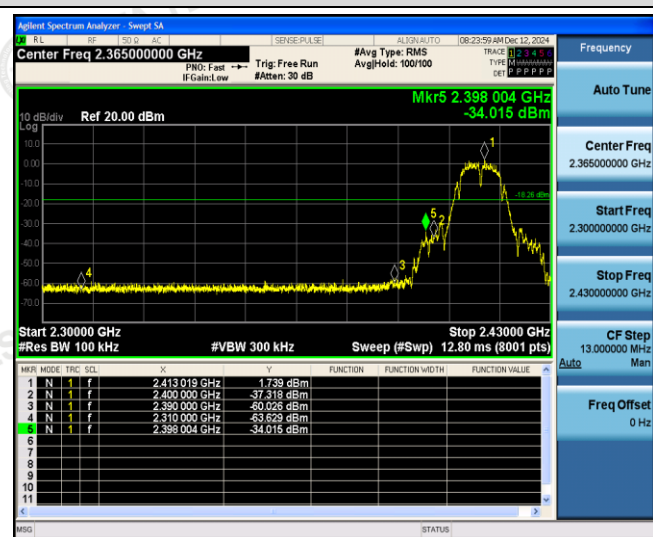 Agilent Spectrum Analyzer - Swept SA
RL RF 50 Ω AC SENSE:PULSE ALIGN AUTO 08:23:59 AM Dec 12, 2024
Center Freq 2.365000000 GHz
PNO: Fast
IFGain:Low
Trig: Free Run
#Atten: 30 dB
#Avg Type: RMS
Avg|Hold: 100/100
TRACE 1 2 3 4 5 6
TYPE M
DET P P P P P P
Mkr5 2.398 004 GHz
-34.015 dBm
10 dB/div Ref 20.00 dBm
Log
10.0
0.00
-10.0
-20.0
-30.0
-40.0
-50.0
-60.0
-70.0
-18.26 dBm
1
5
2
3
4
Start 2.30000 GHz Stop 2.43000 GHz
#Res BW 100 kHz #VBW 300 kHz Sweep (#Swp) 12.80 ms (8001 pts)
MKR MODE TRC SCL X Y FUNCTION FUNCTION WIDTH FUNCTION VALUE
1 N 1 f 2.413 019 GHz 1.739 dBm
2 N 1 f 2.400 000 GHz -37.318 dBm
3 N 1 f 2.390 000 GHz -60.026 dBm
4 N 1 f 2.310 000 GHz -63.629 dBm
5 N 1 f 2.398 004 GHz -34.015 dBm
6
7
8
9
10
11
MSG STATUS
Frequency
Auto Tune
Center Freq
2.365000000 GHz
Start Freq
2.300000000 GHz
Stop Freq
2.430000000 GHz
CF Step
13.000000 MHz
Auto Man
Freq Offset
0 Hz